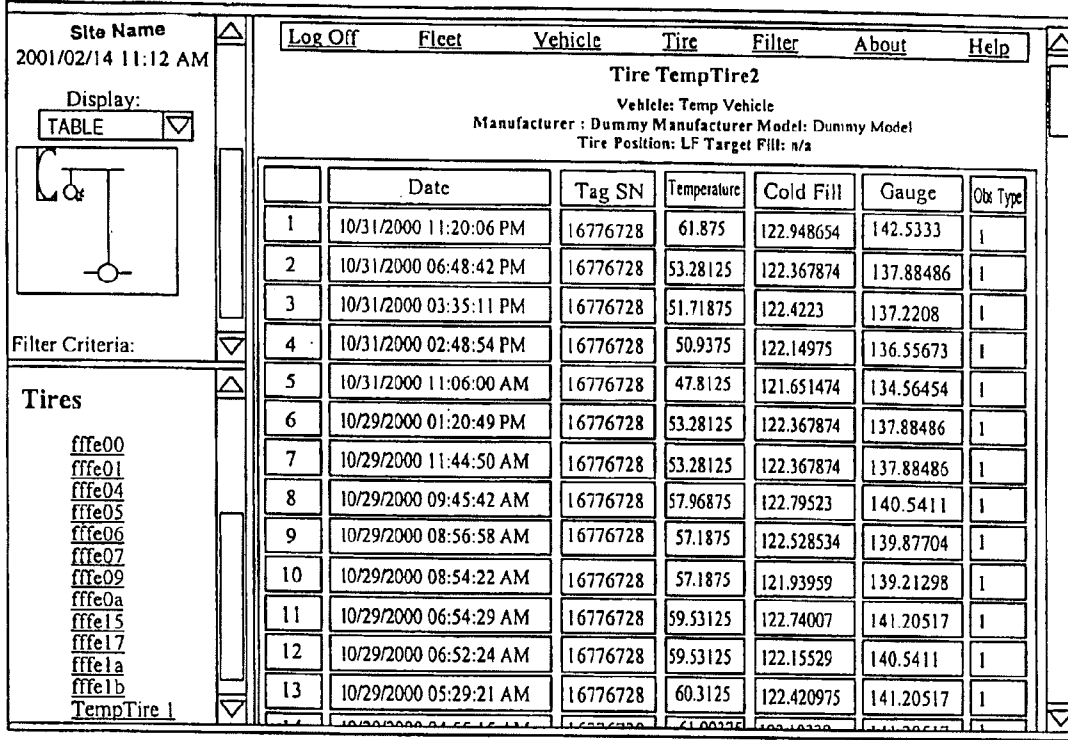 Site Name
2001/02/14 11:12 AM
Display:
TABLE
Filter Criteria:
Tires
fffe00
fffe01
fffe04
fffe05
fffe06
fffe07
fffe09
fffe0a
fffe15
fffe17
fffe1a
fffe1b
TempTire 1
Log Off Fleet Vehicle Tire Filter About Help
Tire TempTire2
Vehicle: Temp Vehicle
Manufacturer : Dummy Manufacturer Model: Dummy Model
Tire Position: LF Target Fill: n/a
Date Tag SN Temperature Cold Fill Gauge Obs Type
1 10/31/2000 11:20:06 PM 16776728 61.875 122.948654 142.5333 1
2 10/31/2000 06:48:42 PM 16776728 53.28125 122.367874 137.88486 1
3 10/31/2000 03:35:11 PM 16776728 51.71875 122.4223 137.2208 1
4 10/31/2000 02:48:54 PM 16776728 50.9375 122.14975 136.55673 1
5 10/31/2000 11:06:00 AM 16776728 47.8125 121.651474 134.56454 1
6 10/29/2000 01:20:49 PM 16776728 53.28125 122.367874 137.88486 1
7 10/29/2000 11:44:50 AM 16776728 53.28125 122.367874 137.88486 1
8 10/29/2000 09:45:42 AM 16776728 57.96875 122.79523 140.5411 1
9 10/29/2000 08:56:58 AM 16776728 57.1875 122.528534 139.87704 1
10 10/29/2000 08:54:22 AM 16776728 57.1875 121.93959 139.21298 1
11 10/29/2000 06:54:29 AM 16776728 59.53125 122.74007 141.20517 1
12 10/29/2000 06:52:24 AM 16776728 59.53125 122.15529 140.5411 1
13 10/29/2000 05:29:21 AM 16776728 60.3125 122.420975 141.20517 1